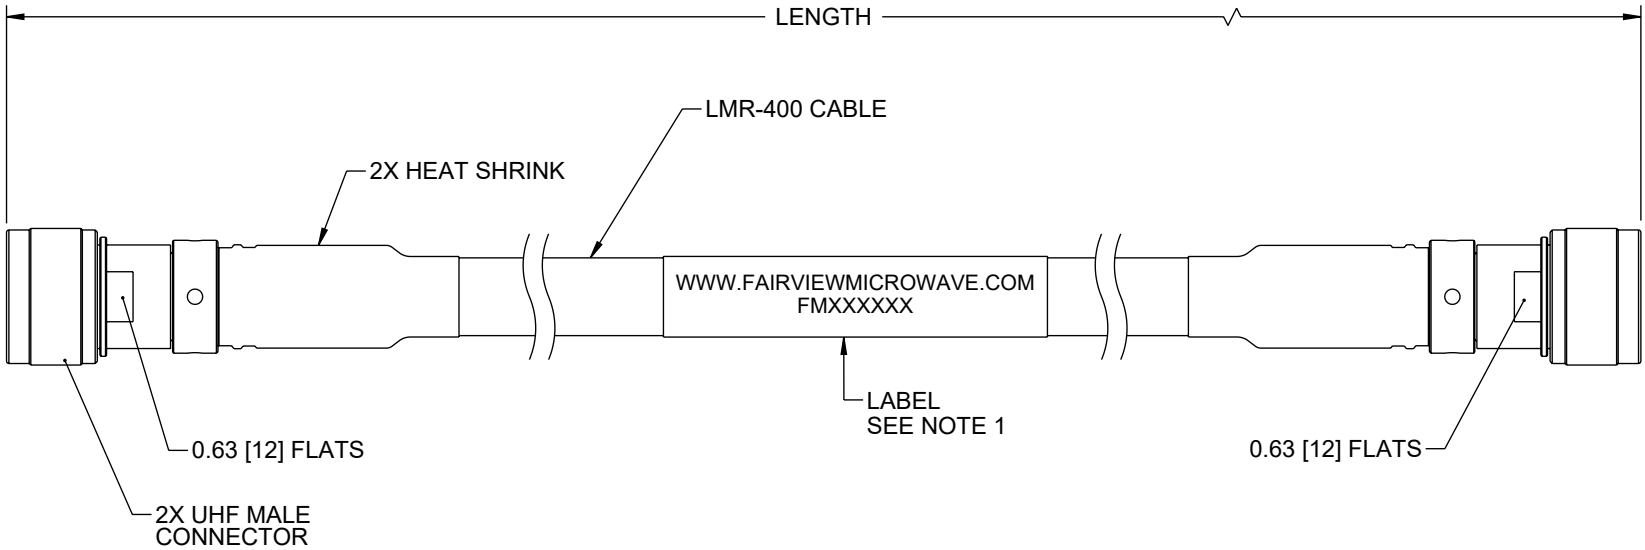 LENGTH
LMR-400 CABLE
2X HEAT SHRINK
WWW.FAIRVIEWMICROWAVE.COM
FMXXXXXX
LABEL
SEE NOTE 1
0.63 [12] FLATS
0.63 [12] FLATS
2X UHF MALE
CONNECTOR